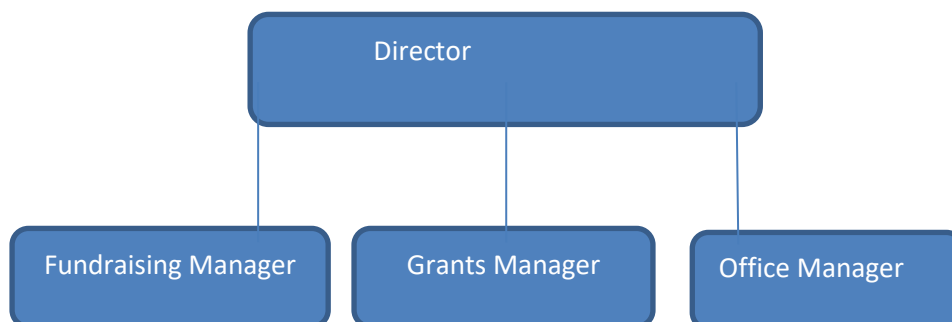 Director
Fundraising Manager
Grants Manager
Office Manager